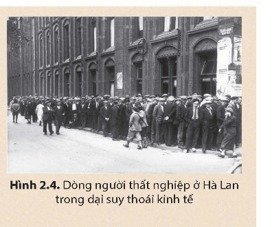 Hình 2.4. Dòng người thất nghiệp ở Hà Lan
trong đại suy thoái kinh tế